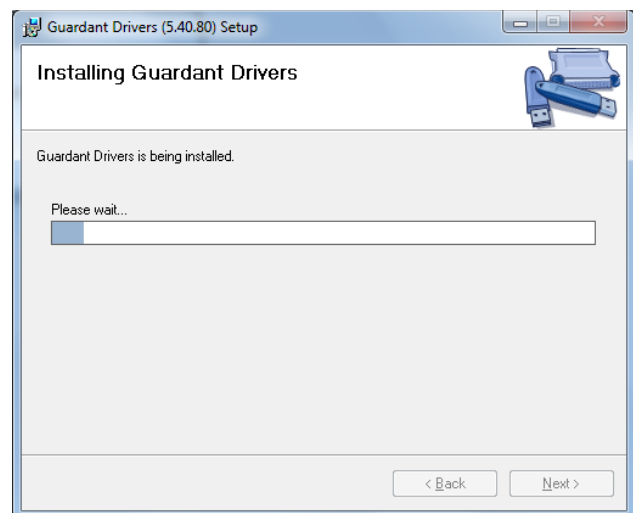 Guardant Drivers (5.40.80) Setup
Installing Guardant Drivers
Guardant Drivers is being installed.
Please wait...
< Back
Next >